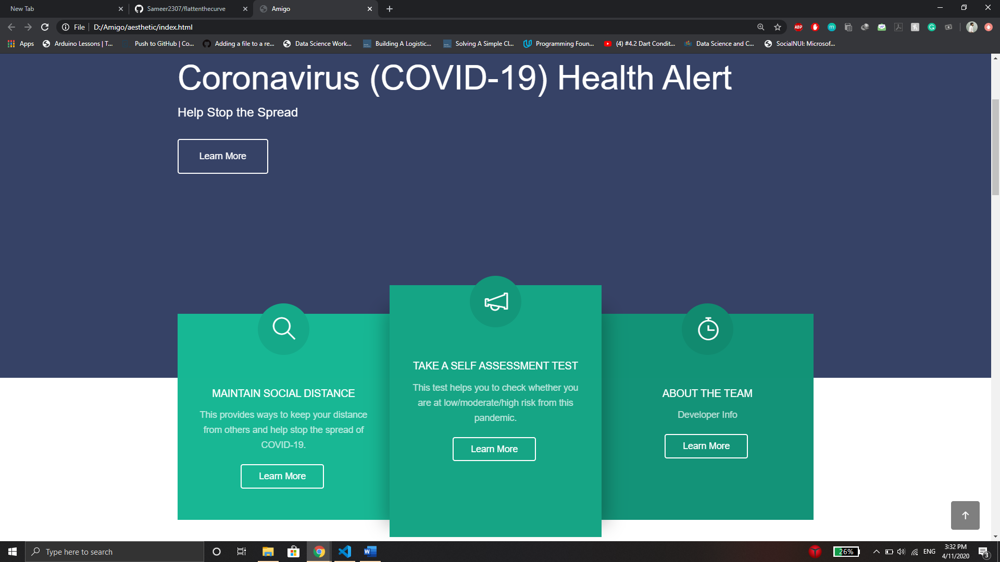 New Tab
Sameer2307/flattenthecurve
Amigo
File
D:/Amigo/aesthetic/index.html
ABP
m
Apps
Arduino Lessons | T...
Push to GitHub | Co...
Adding a file to a re...
Data Science Work...
Building A Logistic...
Solving A Simple Cl...
Programming Foun...
(4) #4.2 Dart Condit...
Data Science and C...
SocialNUI: Microsof...
Coronavirus (COVID-19) Health Alert
Help Stop the Spread
Learn More
MAINTAIN SOCIAL DISTANCE
This provides ways to keep your distance
from others and help stop the spread of
COVID-19.
Learn More
TAKE A SELF ASSESSMENT TEST
This test helps you to check whether you
are at low/moderate/high risk from this
pandemic.
Learn More
ABOUT THE TEAM
Developer Info
Learn More
Type here to search
W
26%
ENG
3:32 PM
4/11/2020
3